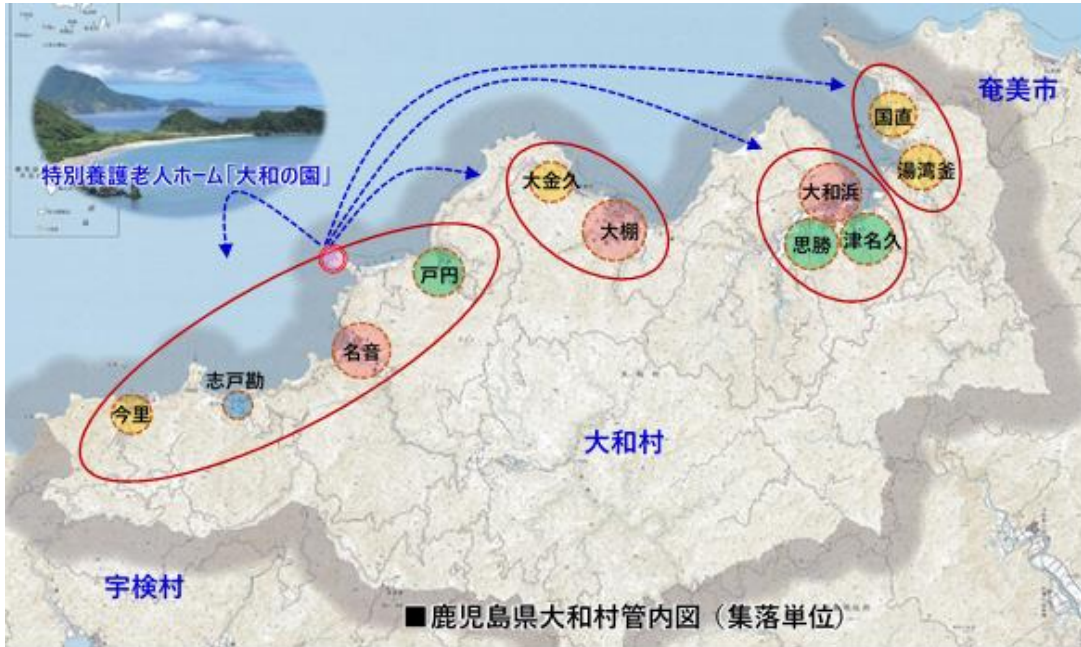 奄美市
国直
湯湾釜
特別養護老人ホーム「大和の園」
大金久
大棚
大和浜
思勝
津名久
戸円
名音
志戸勘
今里
大和村
宇検村
■鹿児島県大和村管内図（集落単位）